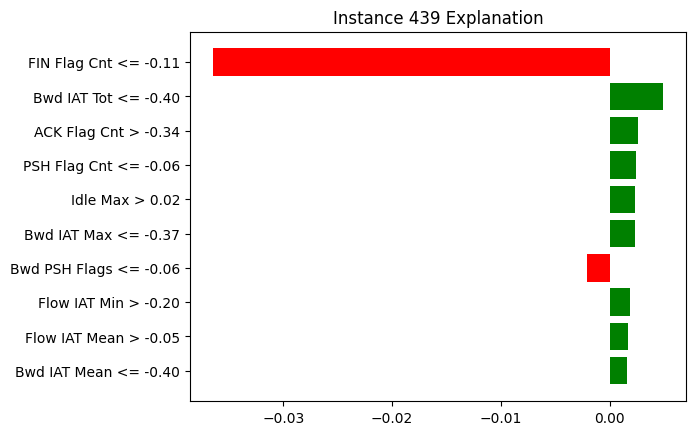 Instance 439 Explanation
FIN Flag Cnt <= -0.11
Bwd IAT Tot <= -0.40
ACK Flag Cnt > -0.34
PSH Flag Cnt <= -0.06
Idle Max > 0.02
Bwd IAT Max <= -0.37
Bwd PSH Flags <= -0.06
Flow IAT Min > -0.20
Flow IAT Mean > -0.05
Bwd IAT Mean <= -0.40
−0.03 −0.02 −0.01 0.00